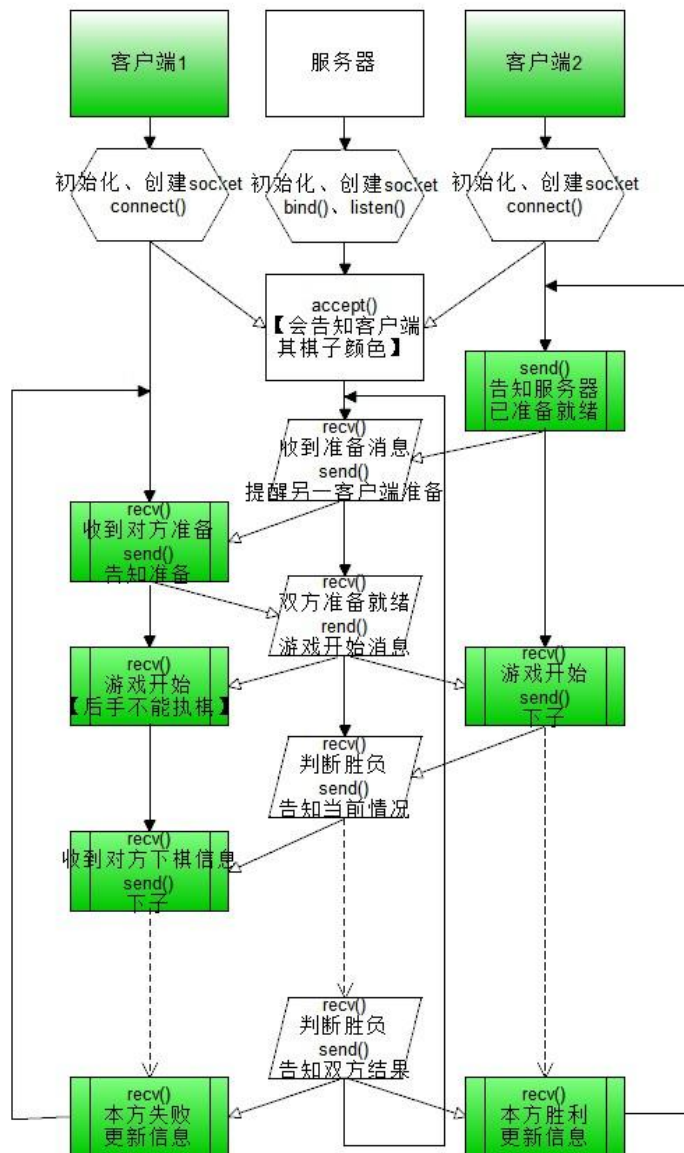 客户端1
服务器
客户端2
初始化、创建socket
connect()
初始化、创建socket
bind()、listen()
初始化、创建socket
connect()
accept()
【会告知客户端
其棋子颜色】
send()
告知服务器
已准备就绪
recv()
收到准备消息
send()
提醒另一客户端准备
recv()
收到对方准备
send()
告知准备
recv()
双方准备就绪
rend()
游戏开始消息
recv()
游戏开始
【后手不能执棋】
recv()
游戏开始
send()
下子
recv()
判断胜负
send()
告知当前情况
recv()
收到对方下棋信息
send()
下子
recv()
判断胜负
send()
告知双方结果
recv()
本方失败
更新信息
recv()
本方胜利
更新信息